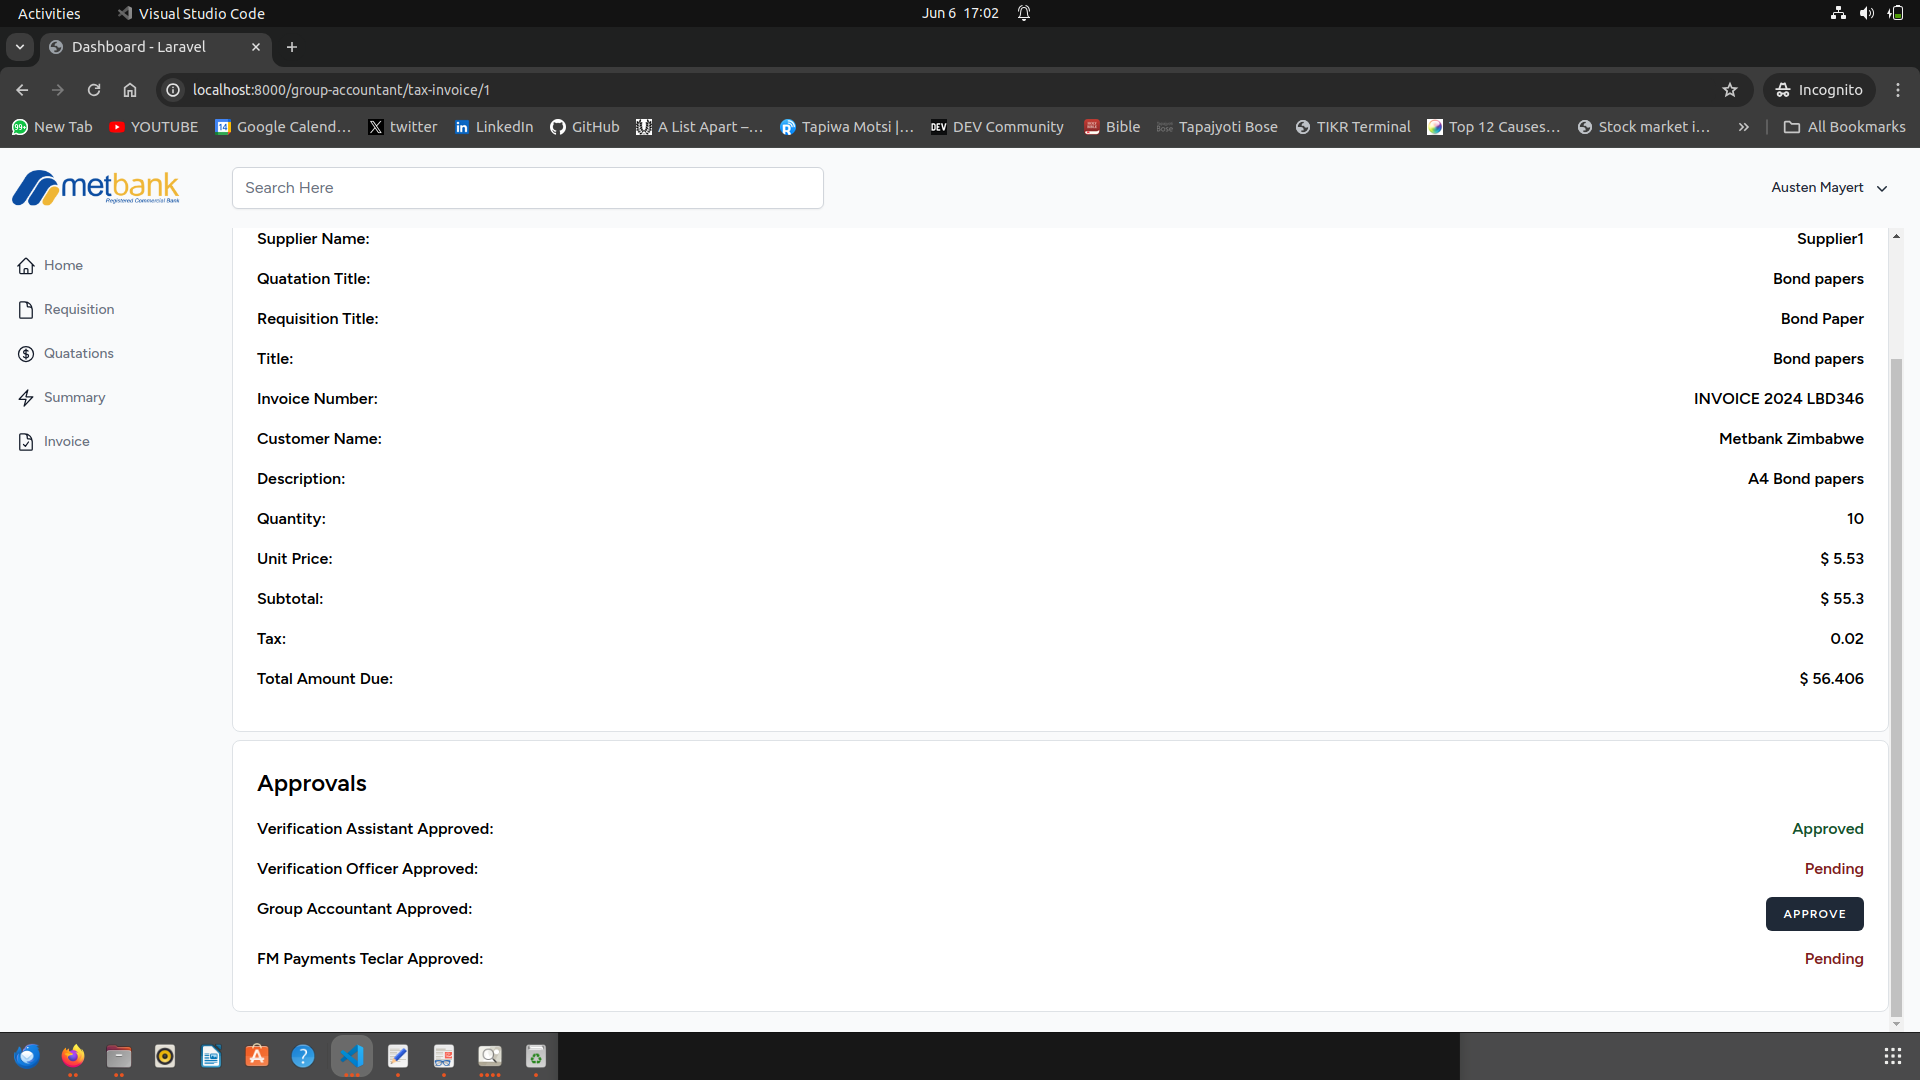 Activities
Visual Studio Code
Jun 6 17:02
Dashboard - Laravel
localhost:8000/group-accountant/tax-invoice/1
Incognito
99+ New Tab
YOUTUBE
14 Google Calend...
twitter
LinkedIn
GitHub
A List Apart –...
Tapiwa Motsi |...
DEV DEV Community
Bible
Tapajyoti Bose
TIKR Terminal
Top 12 Causes...
Stock market i...
All Bookmarks
metbank
Registered Commercial Bank
Search Here
Austen Mayert
Home
Requisition
Quatations
Summary
Invoice
Supplier Name: Supplier1
Quatation Title: Bond papers
Requisition Title: Bond Paper
Title: Bond papers
Invoice Number: INVOICE 2024 LBD346
Customer Name: Metbank Zimbabwe
Description: A4 Bond papers
Quantity: 10
Unit Price: $ 5.53
Subtotal: $ 55.3
Tax: 0.02
Total Amount Due: $ 56.406
Approvals
Verification Assistant Approved: Approved
Verification Officer Approved: Pending
Group Accountant Approved: APPROVE
FM Payments Teclar Approved: Pending